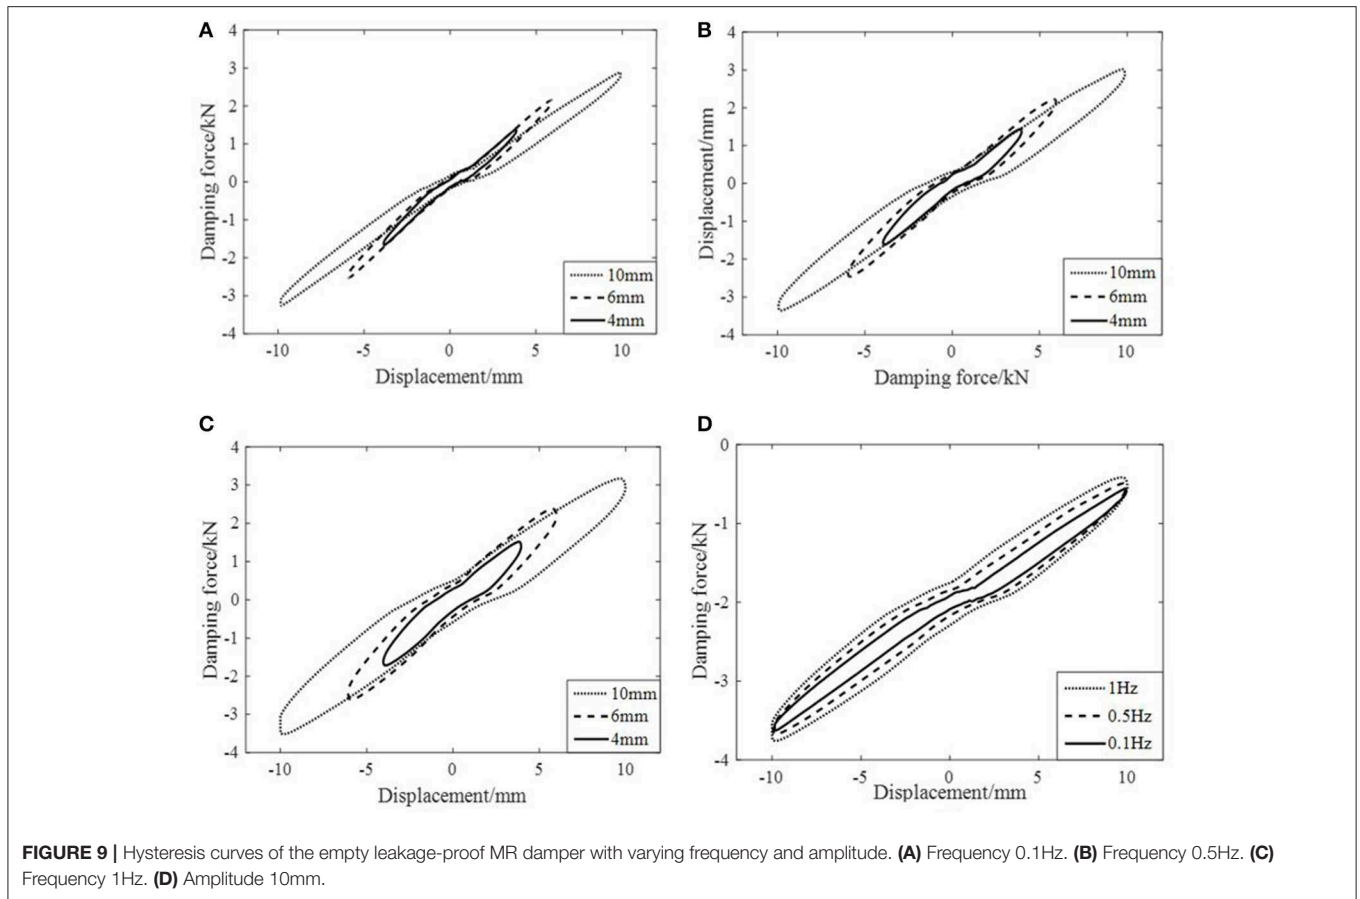 A
4
3
2
1
0
-1
-2
-3
-4
Damping force/kN
10mm
6mm
4mm
-10 -5 0 5 10
Displacement/mm
B
4
3
2
1
0
-1
-2
-3
-4
Displacement/mm
10mm
6mm
4mm
-10 -5 0 5 10
Damping force/kN
C
4
3
2
1
0
-1
-2
-3
-4
Damping force/kN
10mm
6mm
4mm
-10 -5 0 5 10
Displacement/mm
D
0
-1
-2
-3
-4
Damping force/kN
1Hz
0.5Hz
0.1Hz
-10 -5 0 5 10
Displacement/mm
FIGURE 9 | Hysteresis curves of the empty leakage-proof MR damper with varying frequency and amplitude. (A) Frequency 0.1Hz. (B) Frequency 0.5Hz. (C)
Frequency 1Hz. (D) Amplitude 10mm.